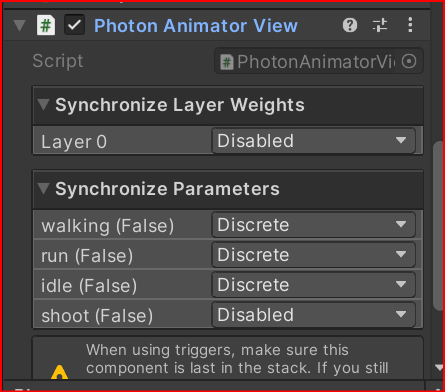 Photon Animator View
Script
PhotonAnimatorVi
Synchronize Layer Weights
Layer 0
Disabled
Synchronize Parameters
walking (False)
Discrete
run (False)
Discrete
idle (False)
Discrete
shoot (False)
Disabled
When using triggers, make sure this
component is last in the stack. If you still